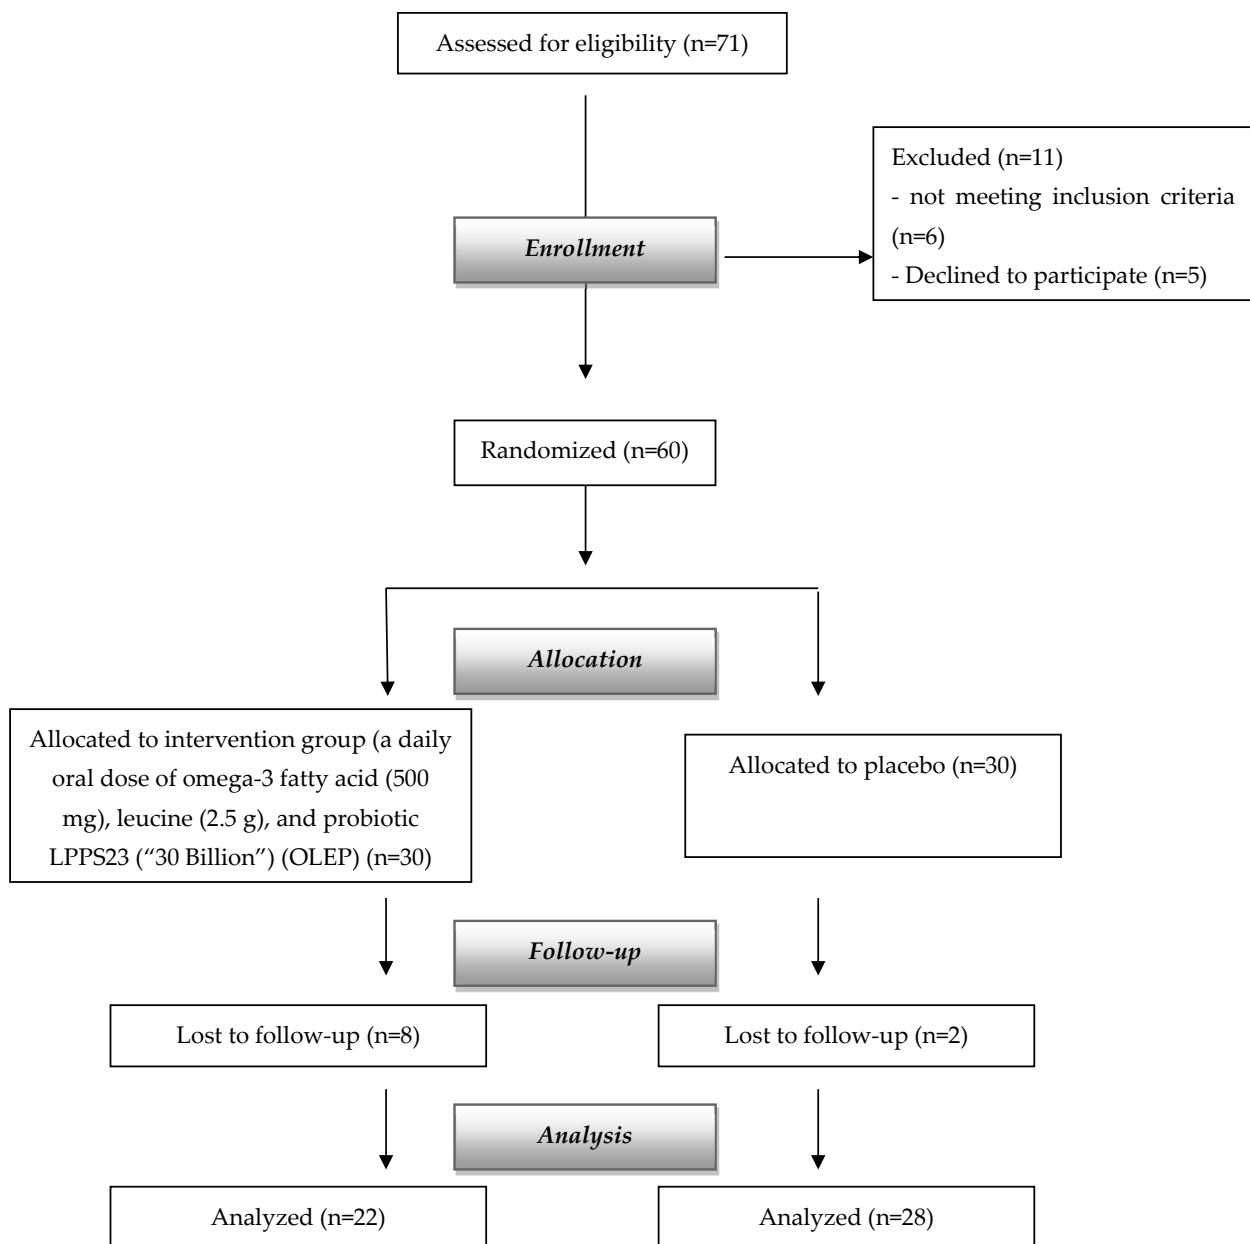 Assessed for eligibility (n=71)
Excluded (n=11)
- not meeting inclusion criteria
(n=6)
- Declined to participate (n=5)
Enrollment
Randomized (n=60)
Allocation
Allocated to intervention group (a daily
oral dose of omega-3 fatty acid (500
mg), leucine (2.5 g), and probiotic
LPPS23 (“30 Billion”) (OLEP) (n=30)
Allocated to placebo (n=30)
Follow-up
Lost to follow-up (n=8)
Lost to follow-up (n=2)
Analysis
Analyzed (n=22)
Analyzed (n=28)